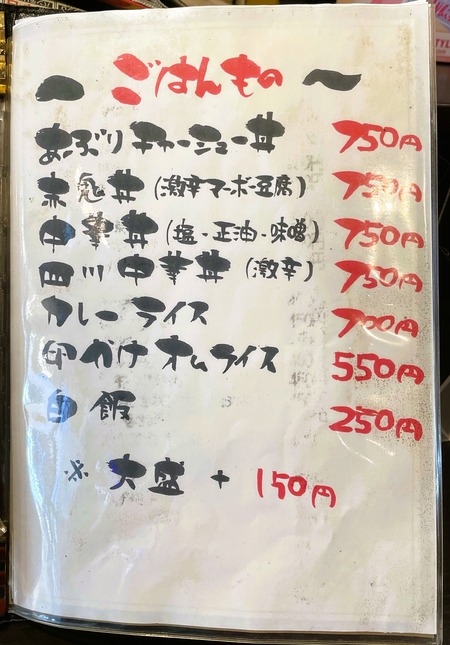 〜 ごはんもの 〜
あぶりチャーシュー丼 750円
赤鬼丼 (激辛マーボー豆腐) 750円
中華丼 (塩-正油-味噌) 750円
四川中華丼 (激辛) 750円
カレーライス 700円
卵かけオムライス 550円
白飯 250円
※ 大盛 + 150円